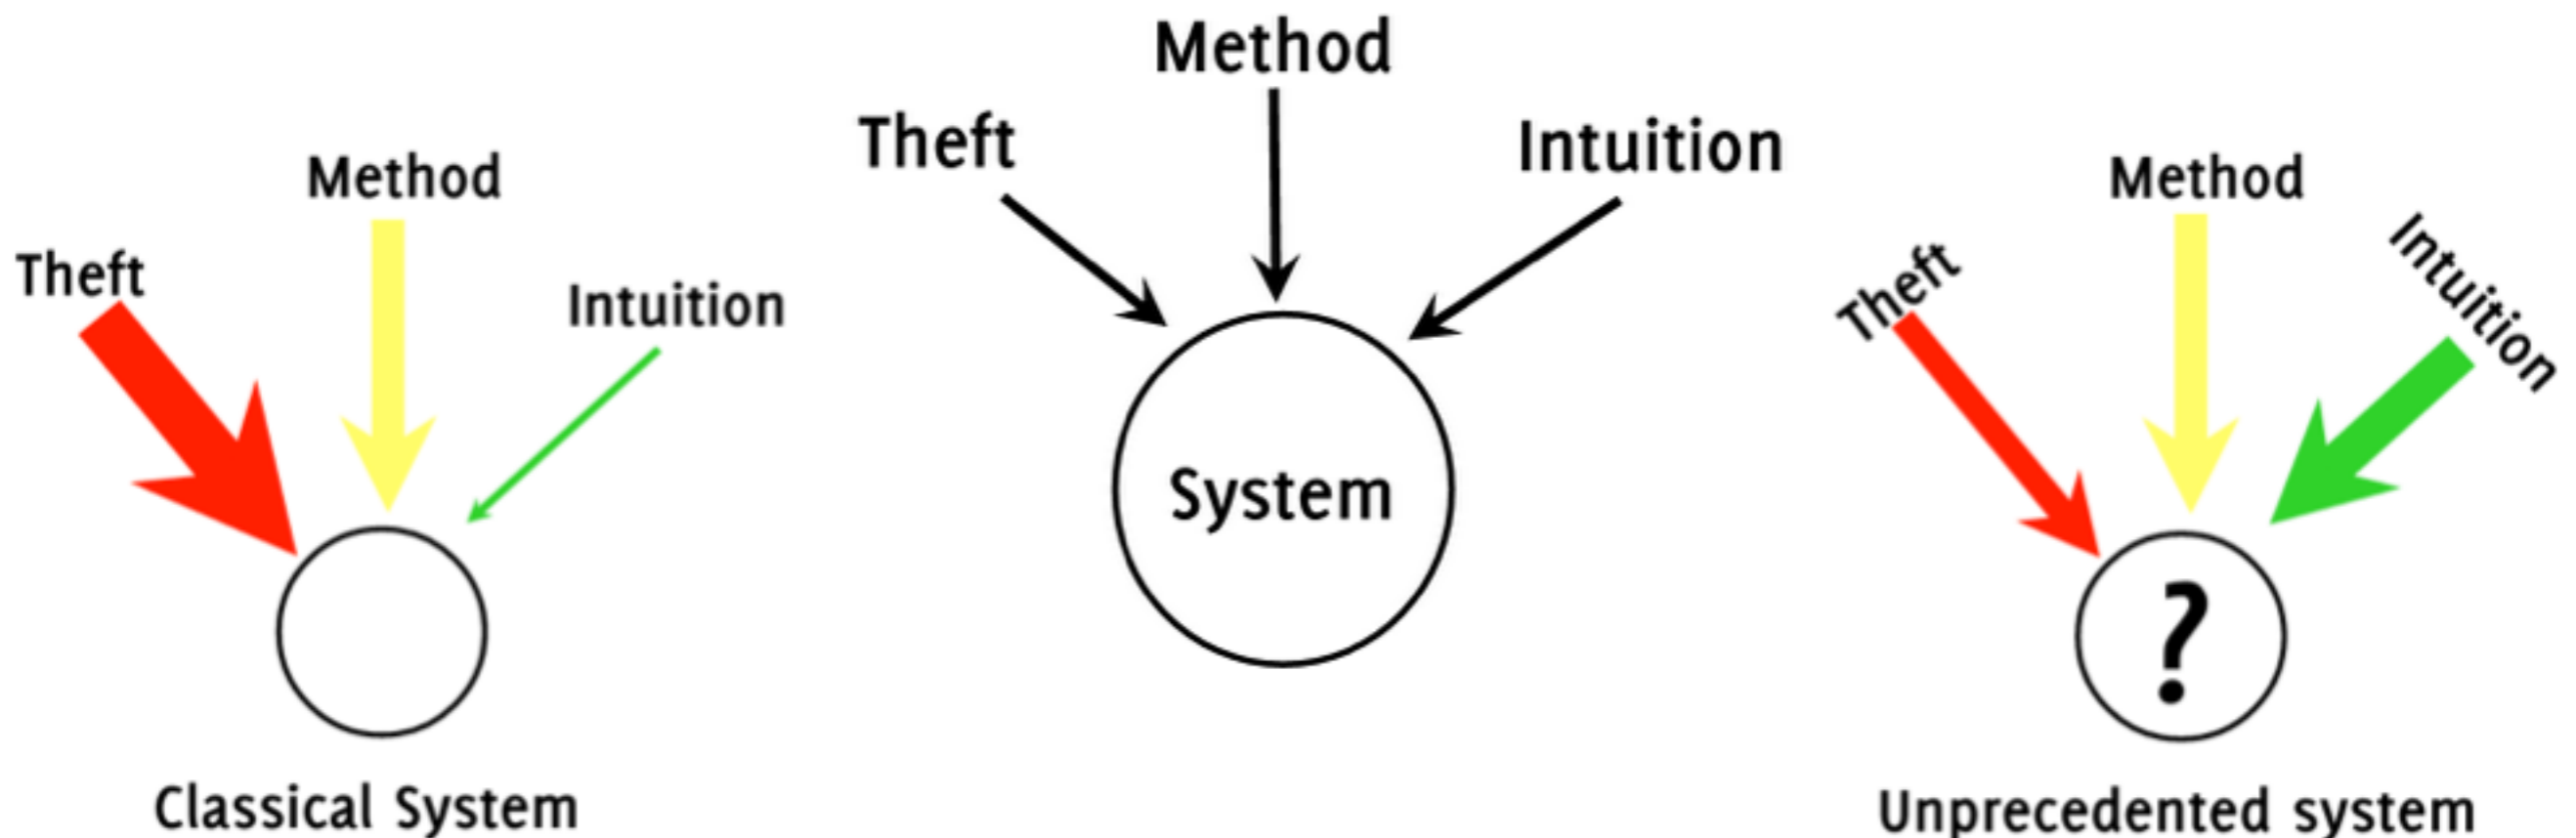 Theft
Method
Intuition
Classical System
Theft
Method
Intuition
System
Theft
Method
Intuition
?
Unprecedented system